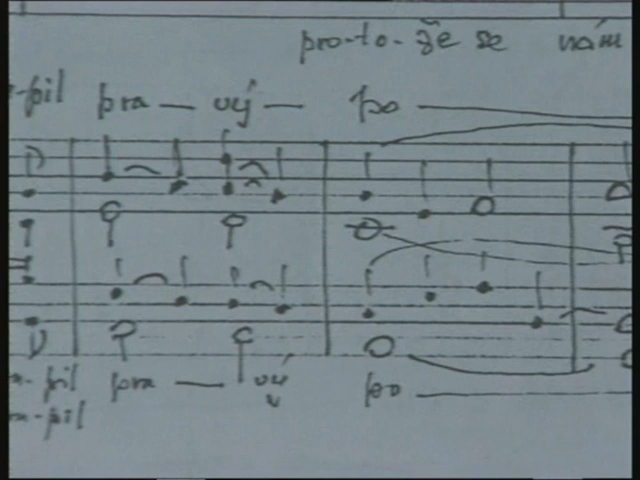 pro-to-že se nám
-pil pra — vý — po
pil pra — vý po
pil